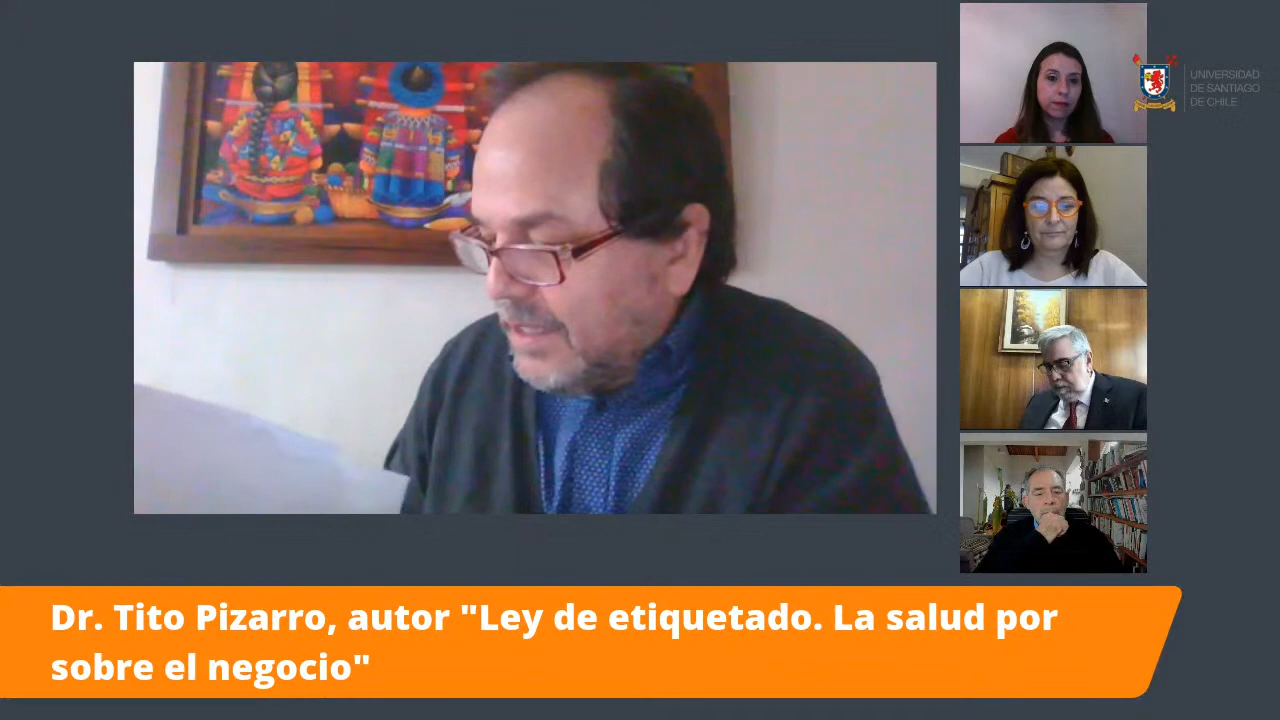 UNIVERSIDAD
DE SANTIAGO
DE CHILE
Dr. Tito Pizarro, autor "Ley de etiquetado. La salud por
sobre el negocio"